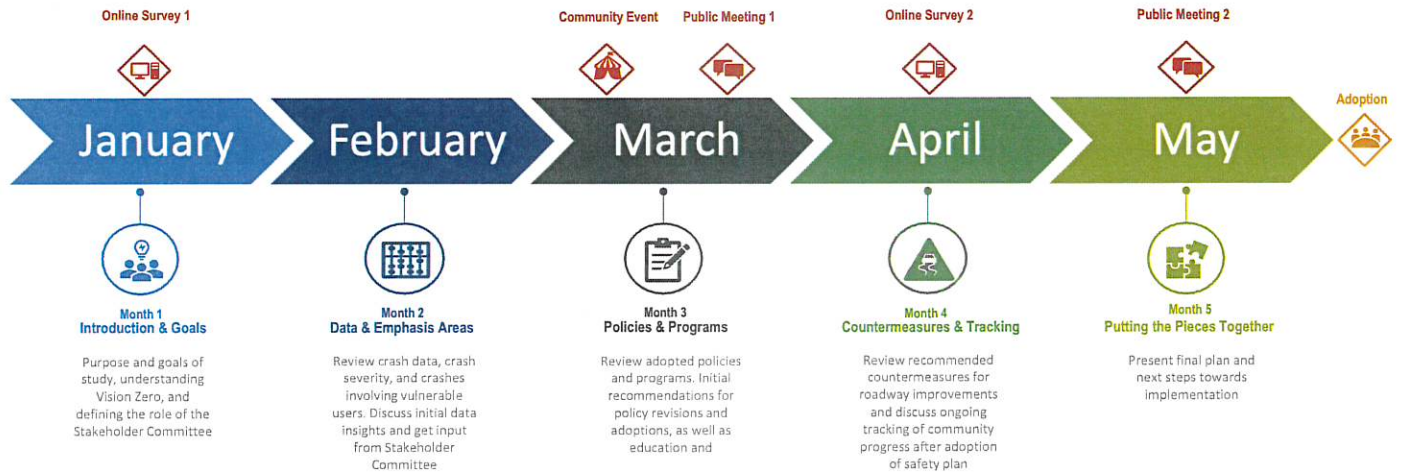 Online Survey 1
Community Event
Public Meeting 1
Online Survey 2
Public Meeting 2
Adoption
January
February
March
April
May
Month 1
Introduction & Goals
Purpose and goals of
study, understanding
Vision Zero, and
defining the role of the
Stakeholder Committee
Month 2
Data & Emphasis Areas
Review crash data, crash
severity, and crashes
involving vulnerable
users. Discuss initial data
insights and get input
from Stakeholder
Committee
Month 3
Policies & Programs
Review adopted policies
and programs. Initial
recommendations for
policy revisions and
adoptions, as well as
education and
Month 4
Countermeasures & Tracking
Review recommended
countermeasures for
roadway improvements
and discuss ongoing
tracking of community
progress after adoption
of safety plan
Month 5
Putting the Pieces Together
Present final plan and
next steps towards
implementation